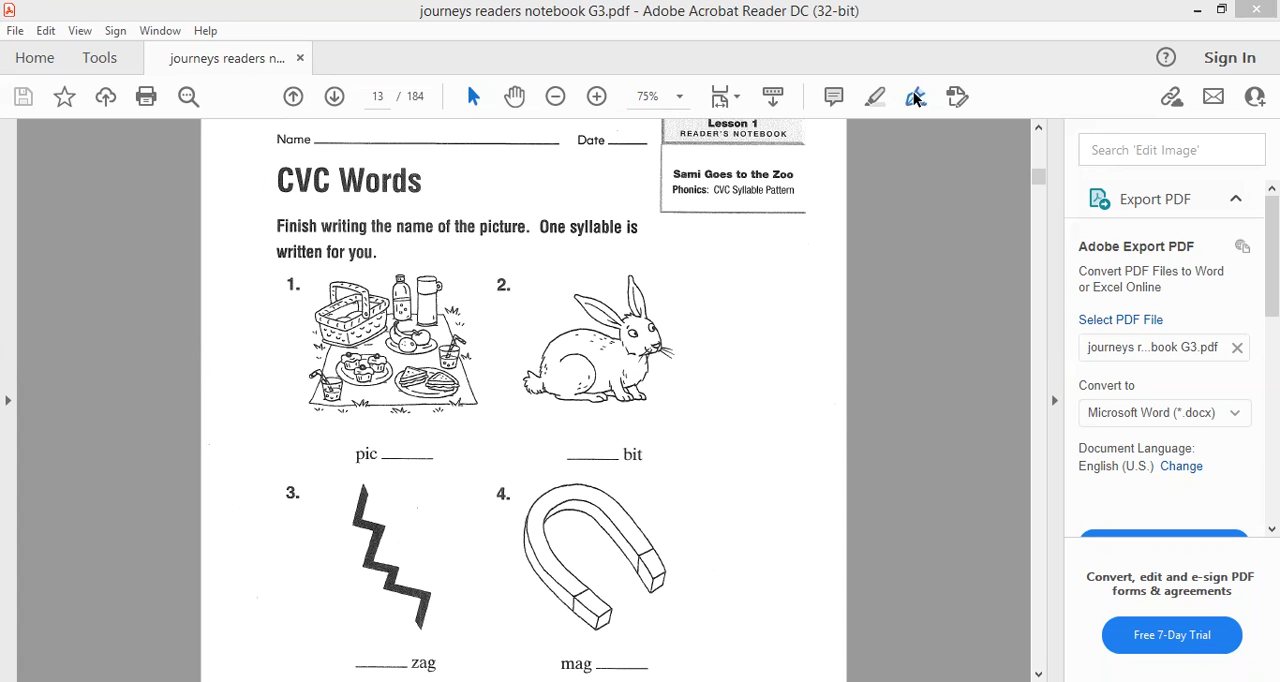 journeys readers notebook G3.pdf - Adobe Acrobat Reader DC (32-bit)
File Edit View Sign Window Help
Home Tools journeys readers n... × ? Sign In
13 / 184 75%
Name Date
Lesson 1
READER'S NOTEBOOK
CVC Words
Sami Goes to the Zoo
Phonics: CVC Syllable Pattern
Finish writing the name of the picture. One syllable is
written for you.
1. 2.
pic ______ ______ bit
3. 4.
______ zag mag ______
Search 'Edit Image'
Export PDF
Adobe Export PDF
Convert PDF Files to Word
or Excel Online
Select PDF File
journeys r...book G3.pdf
Convert to
Microsoft Word (*.docx)
Document Language:
English (U.S.) Change
Convert, edit and e-sign PDF
forms & agreements
Free 7-Day Trial